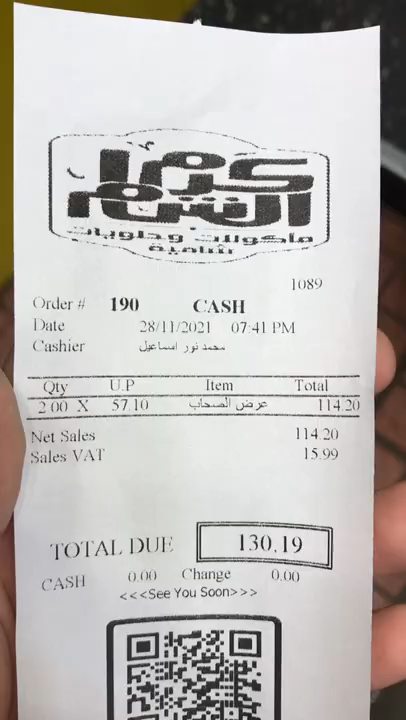 كرم الشام
مأكولات وحلويات
شامية
1089
Order # 190 CASH
Date 28/11/2021 07:41 PM
Cashier محمد نور اسماعيل
Qty U.P Item Total
2.00 X 57.10 عرض الصحاب 114.20
Net Sales 114.20
Sales VAT 15.99
TOTAL DUE 130.19
CASH 0.00 Change 0.00
<<<See You Soon>>>